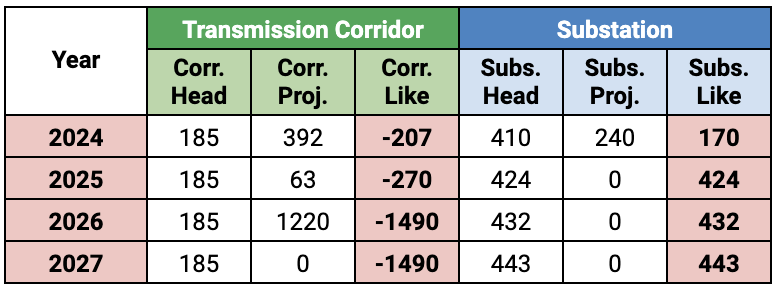 Year Transmission Corridor Substation
Corr. Head Corr. Proj. Corr. Like Subs. Head Subs. Proj. Subs. Like
2024 185 392 -207 410 240 170
2025 185 63 -270 424 0 424
2026 185 1220 -1490 432 0 432
2027 185 0 -1490 443 0 443